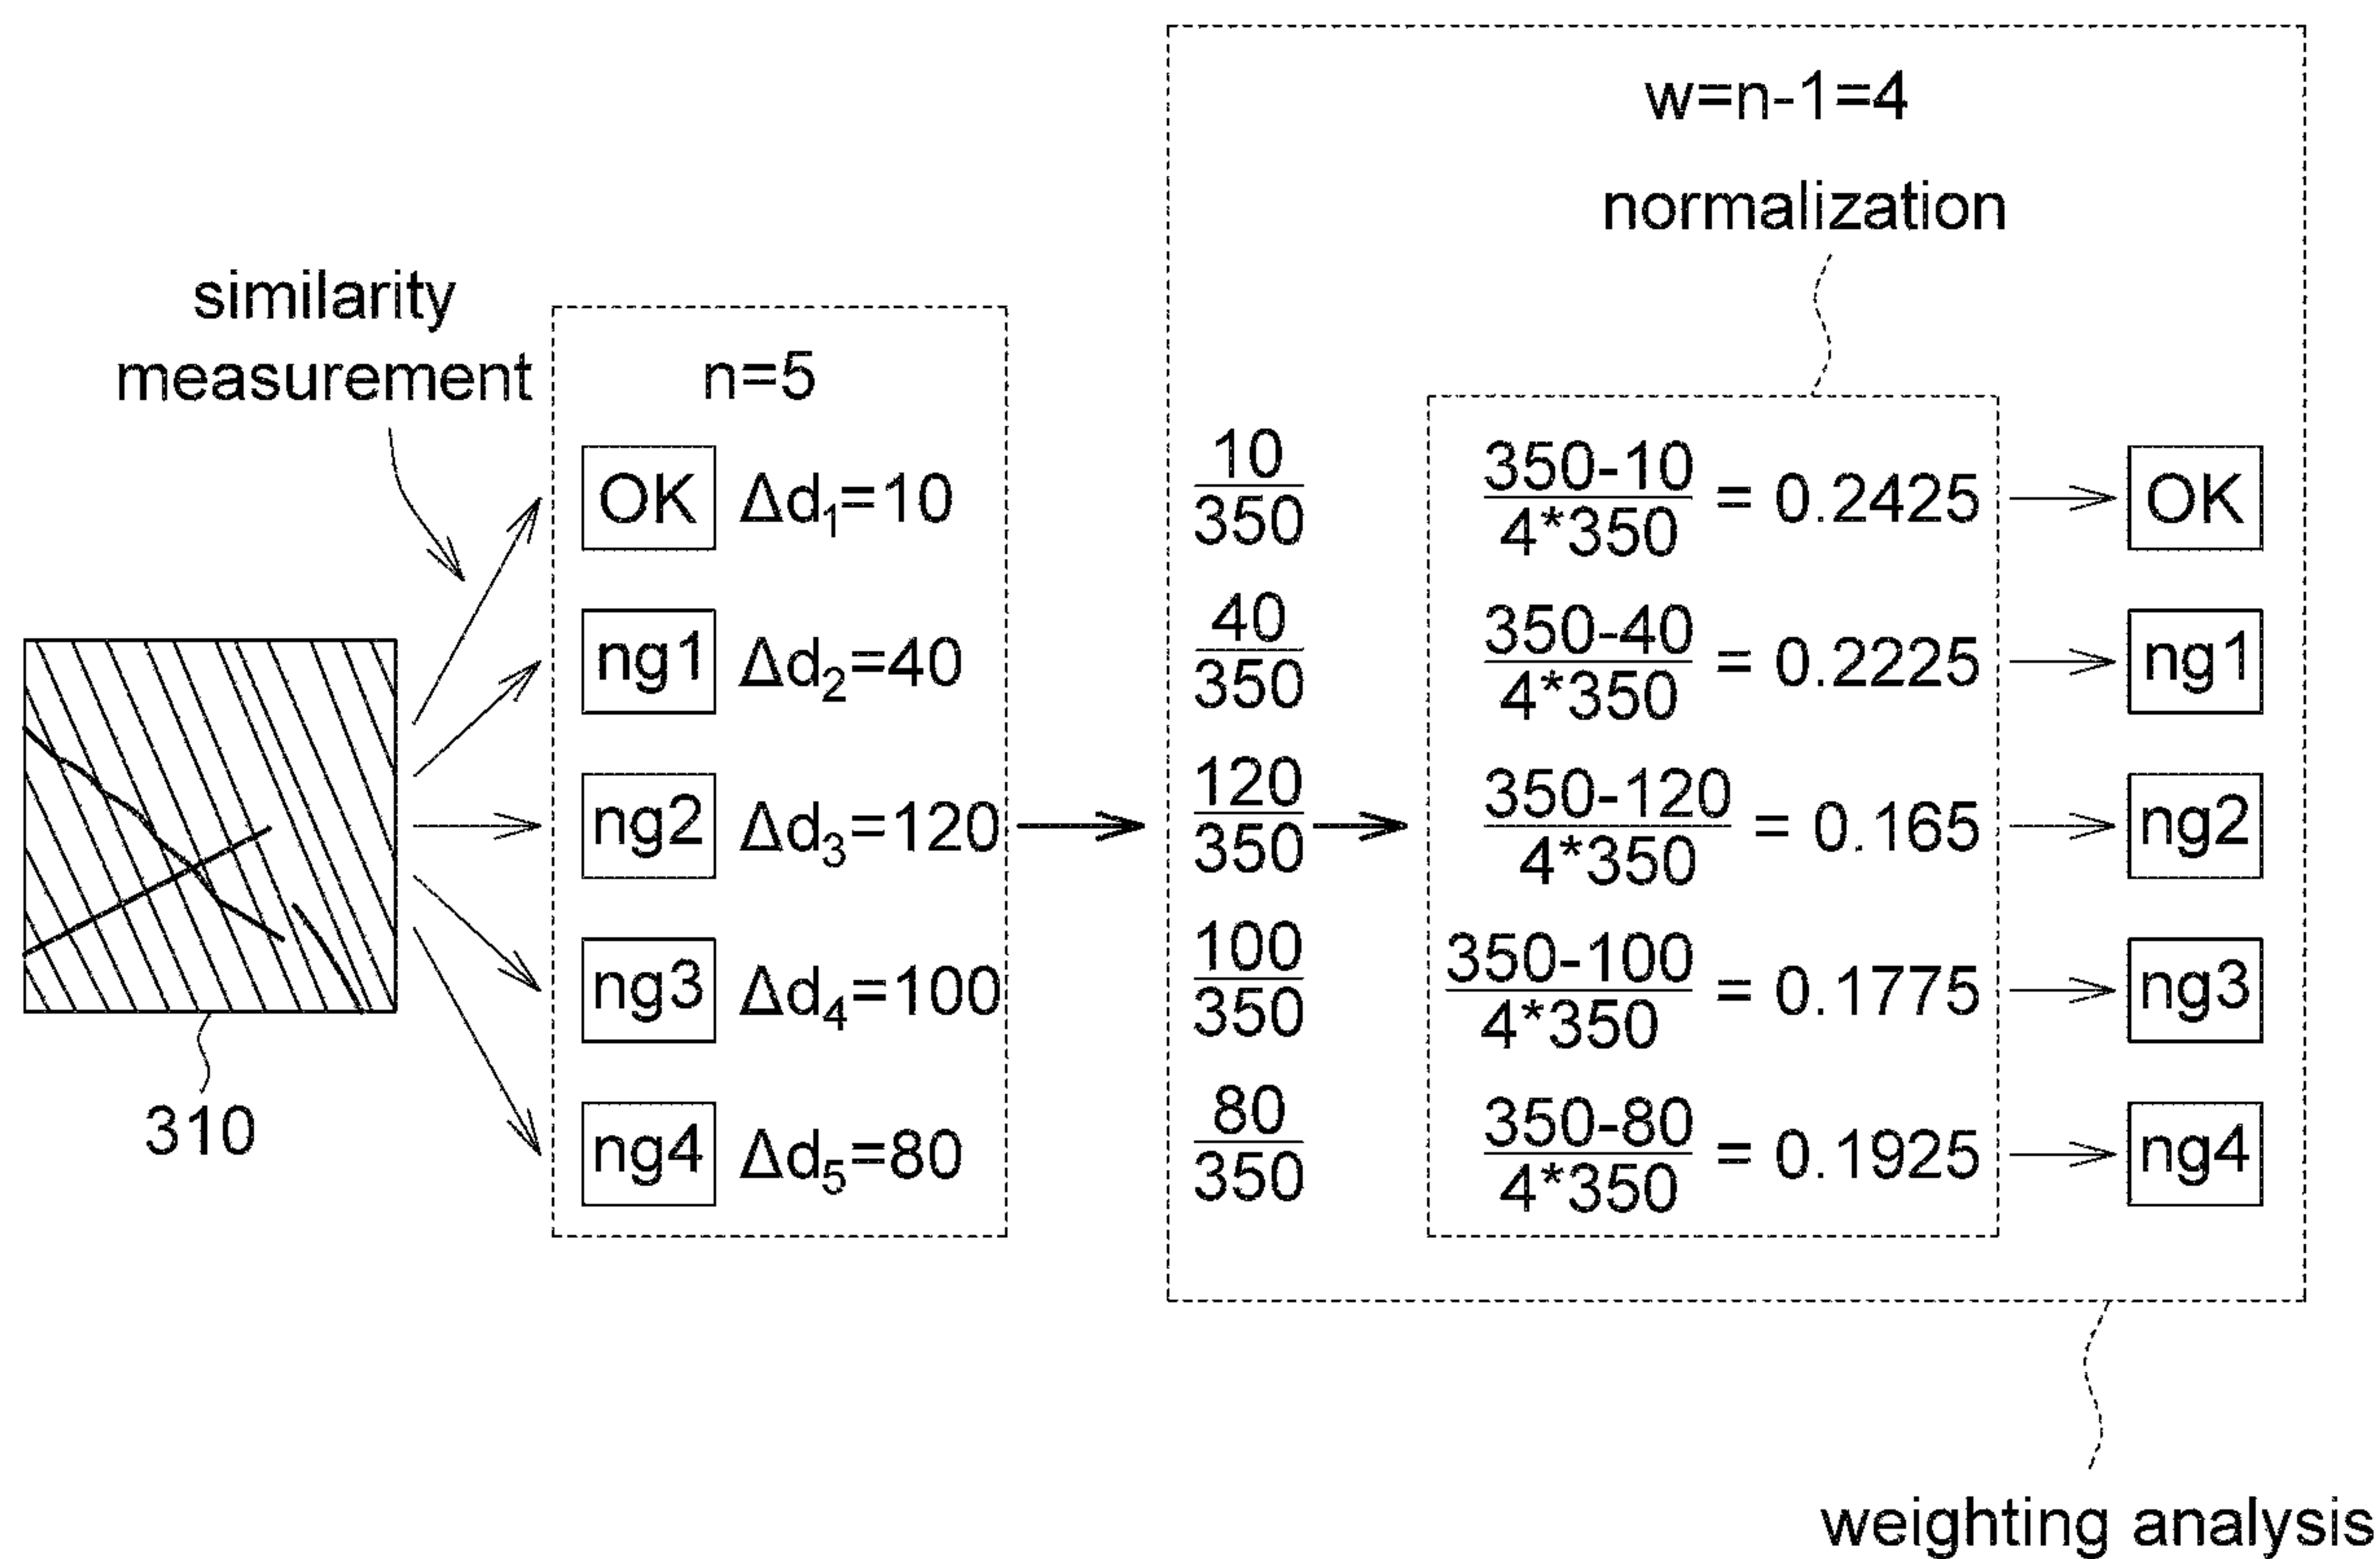 w=n-1=4
normalization
similarity
measurement
n=5
OK Δd1=10
ng1 Δd2=40
ng2 Δd3=120
ng3 Δd4=100
ng4 Δd5=80
310
10
350
40
350
120
350
100
350
80
350
350-10
4*350
= 0.2425
OK
350-40
4*350
= 0.2225
ng1
350-120
4*350
= 0.165
ng2
350-100
4*350
= 0.1775
ng3
350-80
4*350
= 0.1925
ng4
weighting analysis